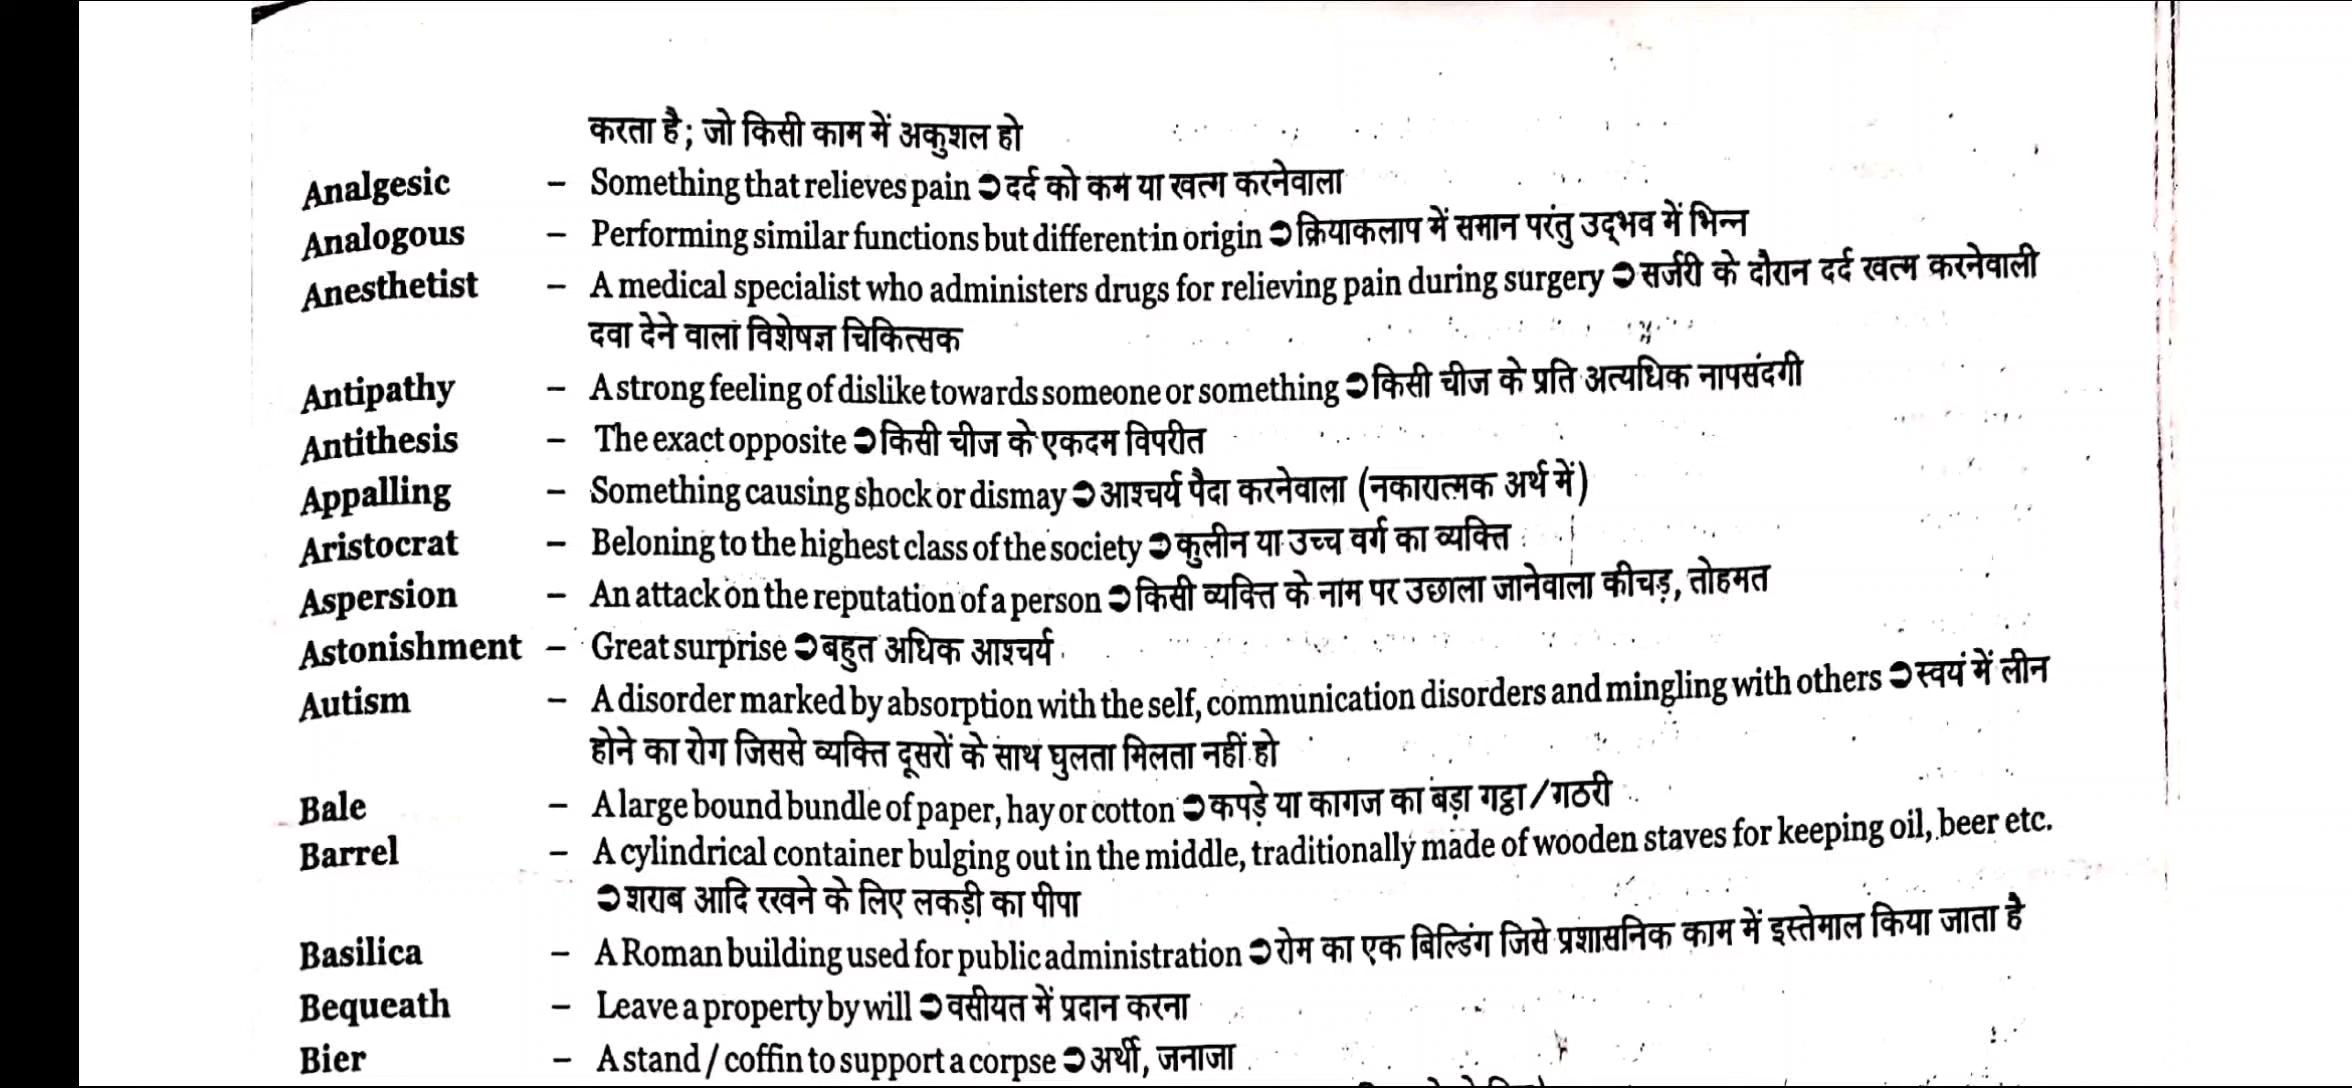 करता है; जो किसी काम में अकुशल हो
Analgesic – Something that relieves pain ➲ दर्द को कम या खत्म करनेवाला
Analogous – Performing similar functions but different in origin ➲ क्रियाकलाप में समान परंतु उद्भव में भिन्न
Anesthetist – A medical specialist who administers drugs for relieving pain during surgery ➲ सर्जरी के दौरान दर्द खत्म करनेवाली
दवा देने वाला विशेषज्ञ चिकित्सक
Antipathy – A strong feeling of dislike towards someone or something ➲ किसी चीज के प्रति अत्यधिक नापसंदगी
Antithesis – The exact opposite ➲ किसी चीज के एकदम विपरीत
Appalling – Something causing shock or dismay ➲ आश्चर्य पैदा करनेवाला (नकारात्मक अर्थ में)
Aristocrat – Beloning to the highest class of the society ➲ कुलीन या उच्च वर्ग का व्यक्ति
Aspersion – An attack on the reputation of a person ➲ किसी व्यक्ति के नाम पर उछाला जानेवाला कीचड़, तोहमत
Astonishment – Great surprise ➲ बहुत अधिक आश्चर्य
Autism – A disorder marked by absorption with the self, communication disorders and mingling with others ➲ स्वयं में लीन
होने का रोग जिससे व्यक्ति दूसरों के साथ घुलता मिलता नहीं हो
Bale – A large bound bundle of paper, hay or cotton ➲ कपड़े या कागज का बड़ा गट्ठा/गठरी
Barrel – A cylindrical container bulging out in the middle, traditionally made of wooden staves for keeping oil, beer etc.
➲ शराब आदि रखने के लिए लकड़ी का पीपा
Basilica – A Roman building used for public administration ➲ रोम का एक बिल्डिंग जिसे प्रशासनिक काम में इस्तेमाल किया जाता है
Bequeath – Leave a property by will ➲ वसीयत में प्रदान करना
Bier – A stand / coffin to support a corpse ➲ अर्थी, जनाजा